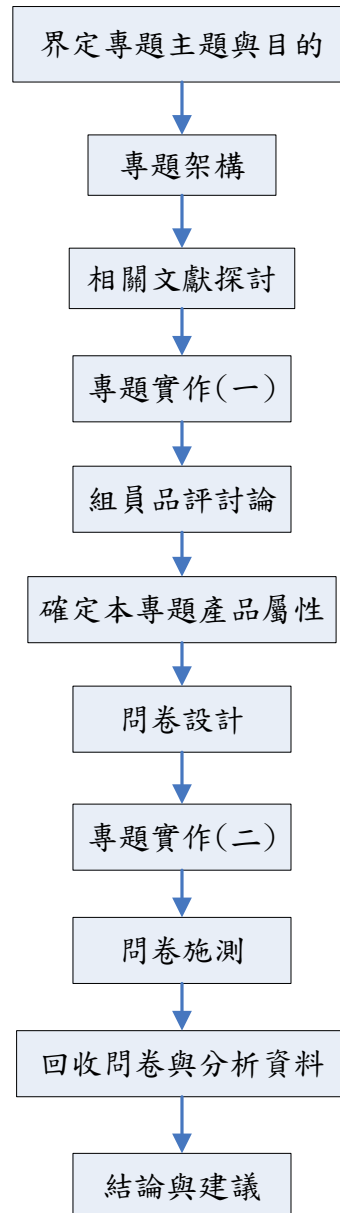 界定專題主題與目的
專題架構
相關文獻探討
專題實作(一)
組員品評討論
確定本專題產品屬性
問卷設計
專題實作(二)
問卷施測
回收問卷與分析資料
結論與建議